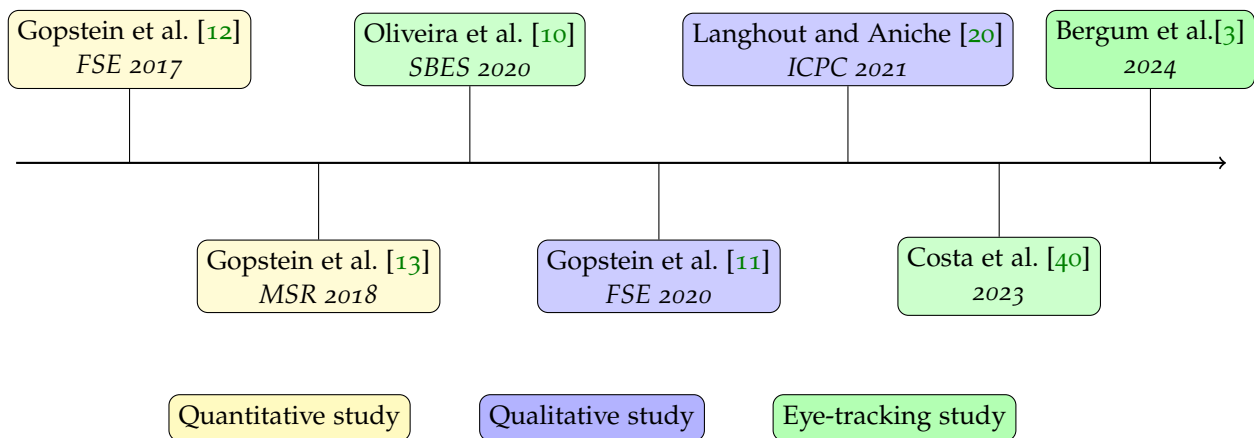 Gopstein et al. [12]
FSE 2017
Oliveira et al. [10]
SBES 2020
Langhout and Aniche [20]
ICPC 2021
Bergum et al.[3]
2024
Gopstein et al. [13]
MSR 2018
Gopstein et al. [11]
FSE 2020
Costa et al. [40]
2023
Quantitative study
Qualitative study
Eye-tracking study